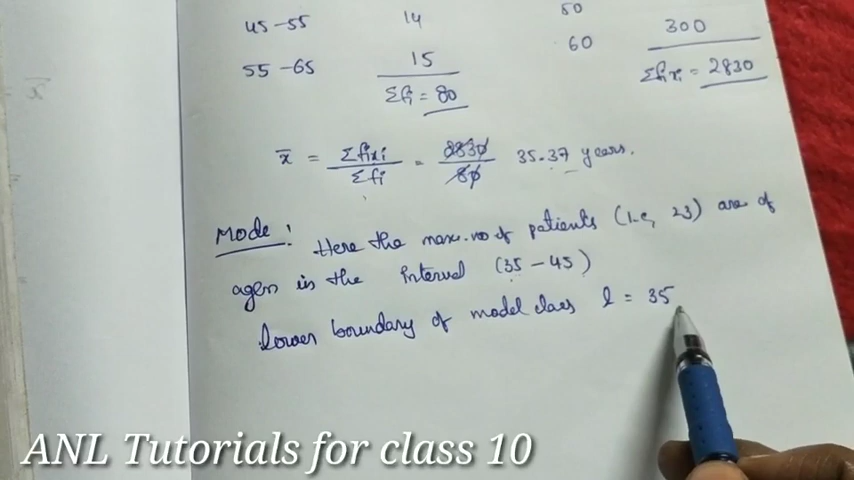 45-55 14 50
55-65 15 60 300
Σfi = 80 Σfixi = 2830
x̄ = Σfixi / Σfi = 2830 / 80 35.37 years.
Mode: Here the max. no of patients (i.e, 23) are of
ages in the Interval (35-45)
lower boundary of model class l = 35
ANL Tutorials for class 10